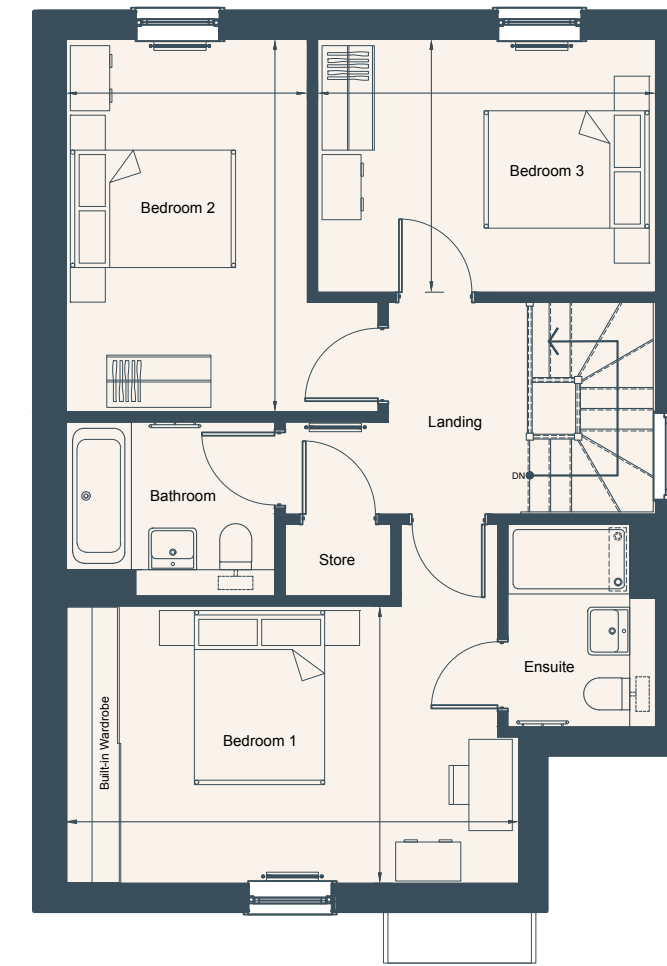 Bedroom 3
Bedroom 2
Landing
DN
Bathroom
Store
Ensuite
Built-in Wardrobe
Bedroom 1